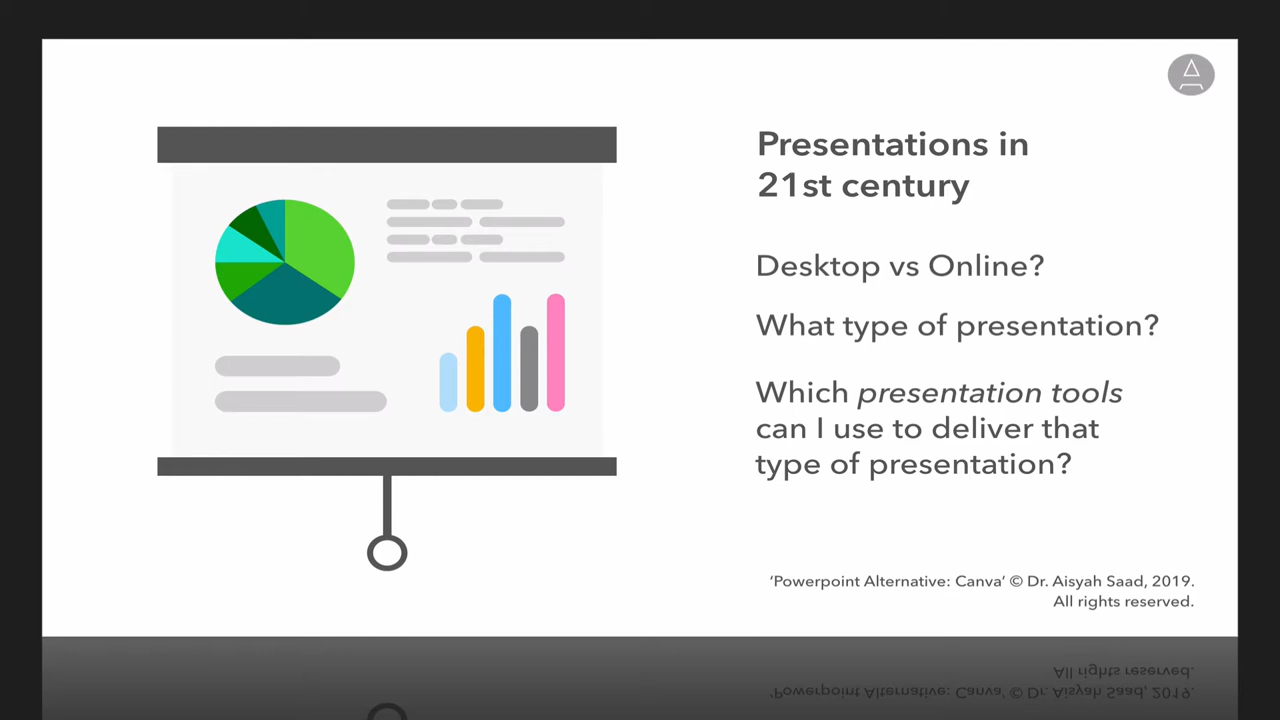 Presentations in
21st century
Desktop vs Online?
What type of presentation?
Which presentation tools
can I use to deliver that
type of presentation?
‘Powerpoint Alternative: Canva’ © Dr. Aisyah Saad, 2019.
All rights reserved.